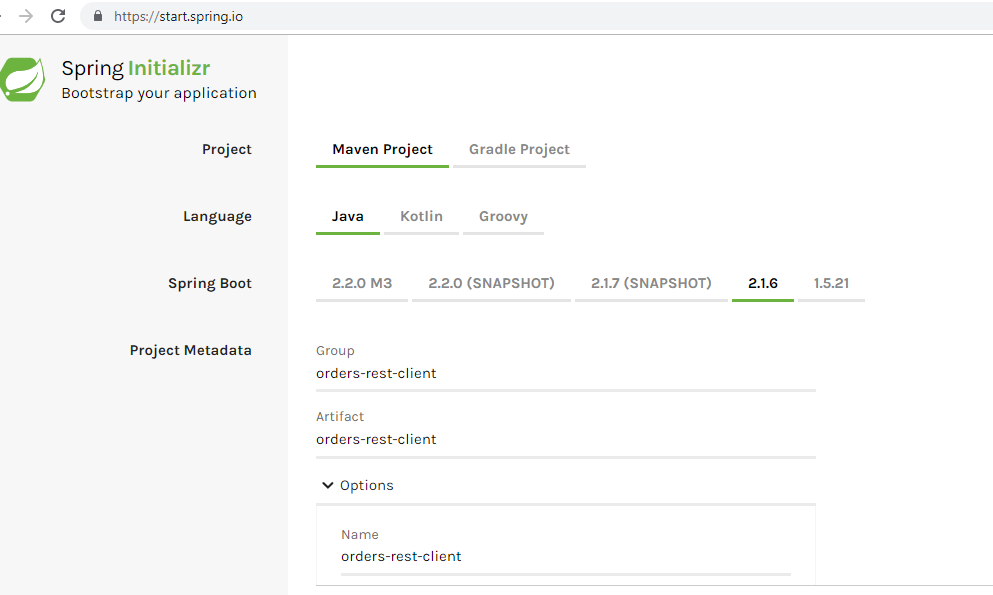 https://start.spring.io
Spring Initializr
Bootstrap your application
Project
Maven Project Gradle Project
Language
Java Kotlin Groovy
Spring Boot
2.2.0 M3 2.2.0 (SNAPSHOT) 2.1.7 (SNAPSHOT) 2.1.6 1.5.21
Project Metadata
Group
orders-rest-client
Artifact
orders-rest-client
Options
Name
orders-rest-client